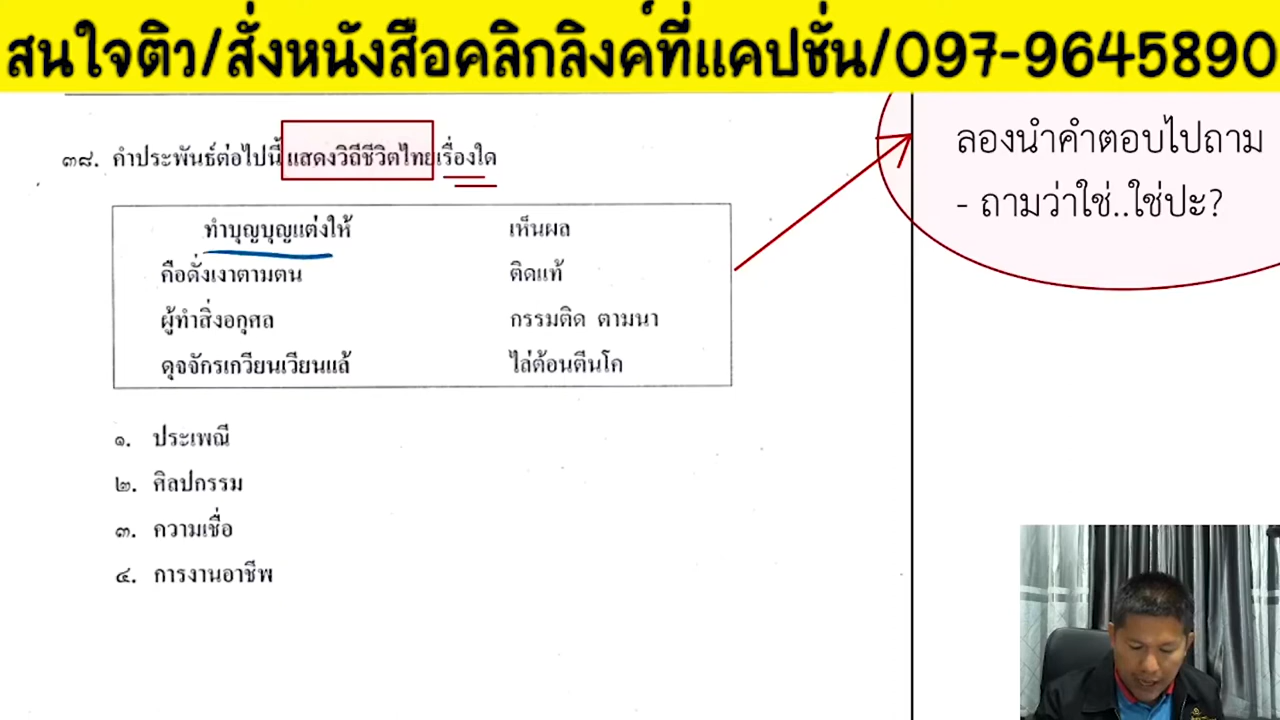 สนใจติว/สั่งหนังสือคลิกลิงค์ที่แคปชั่น/097-9645890
๓๘. คำประพันธ์ต่อไปนี้ แสดงวิถีชีวิตไทยเรื่องใด
ทำบุญบุญแต่งให้ เห็นผล
คือดั่งเงาตามตน ติดแท้
ผู้ทำสิ่งอกุศล กรรมติด ตามนา
ดุจจักรเกวียนเวียนแล้ ไล่ต้อนตีนโค
๑. ประเพณี
๒. ศิลปกรรม
๓. ความเชื่อ
๔. การงานอาชีพ
ลองนำคำตอบไปถาม
- ถามว่าใช่..ใช่ปะ?